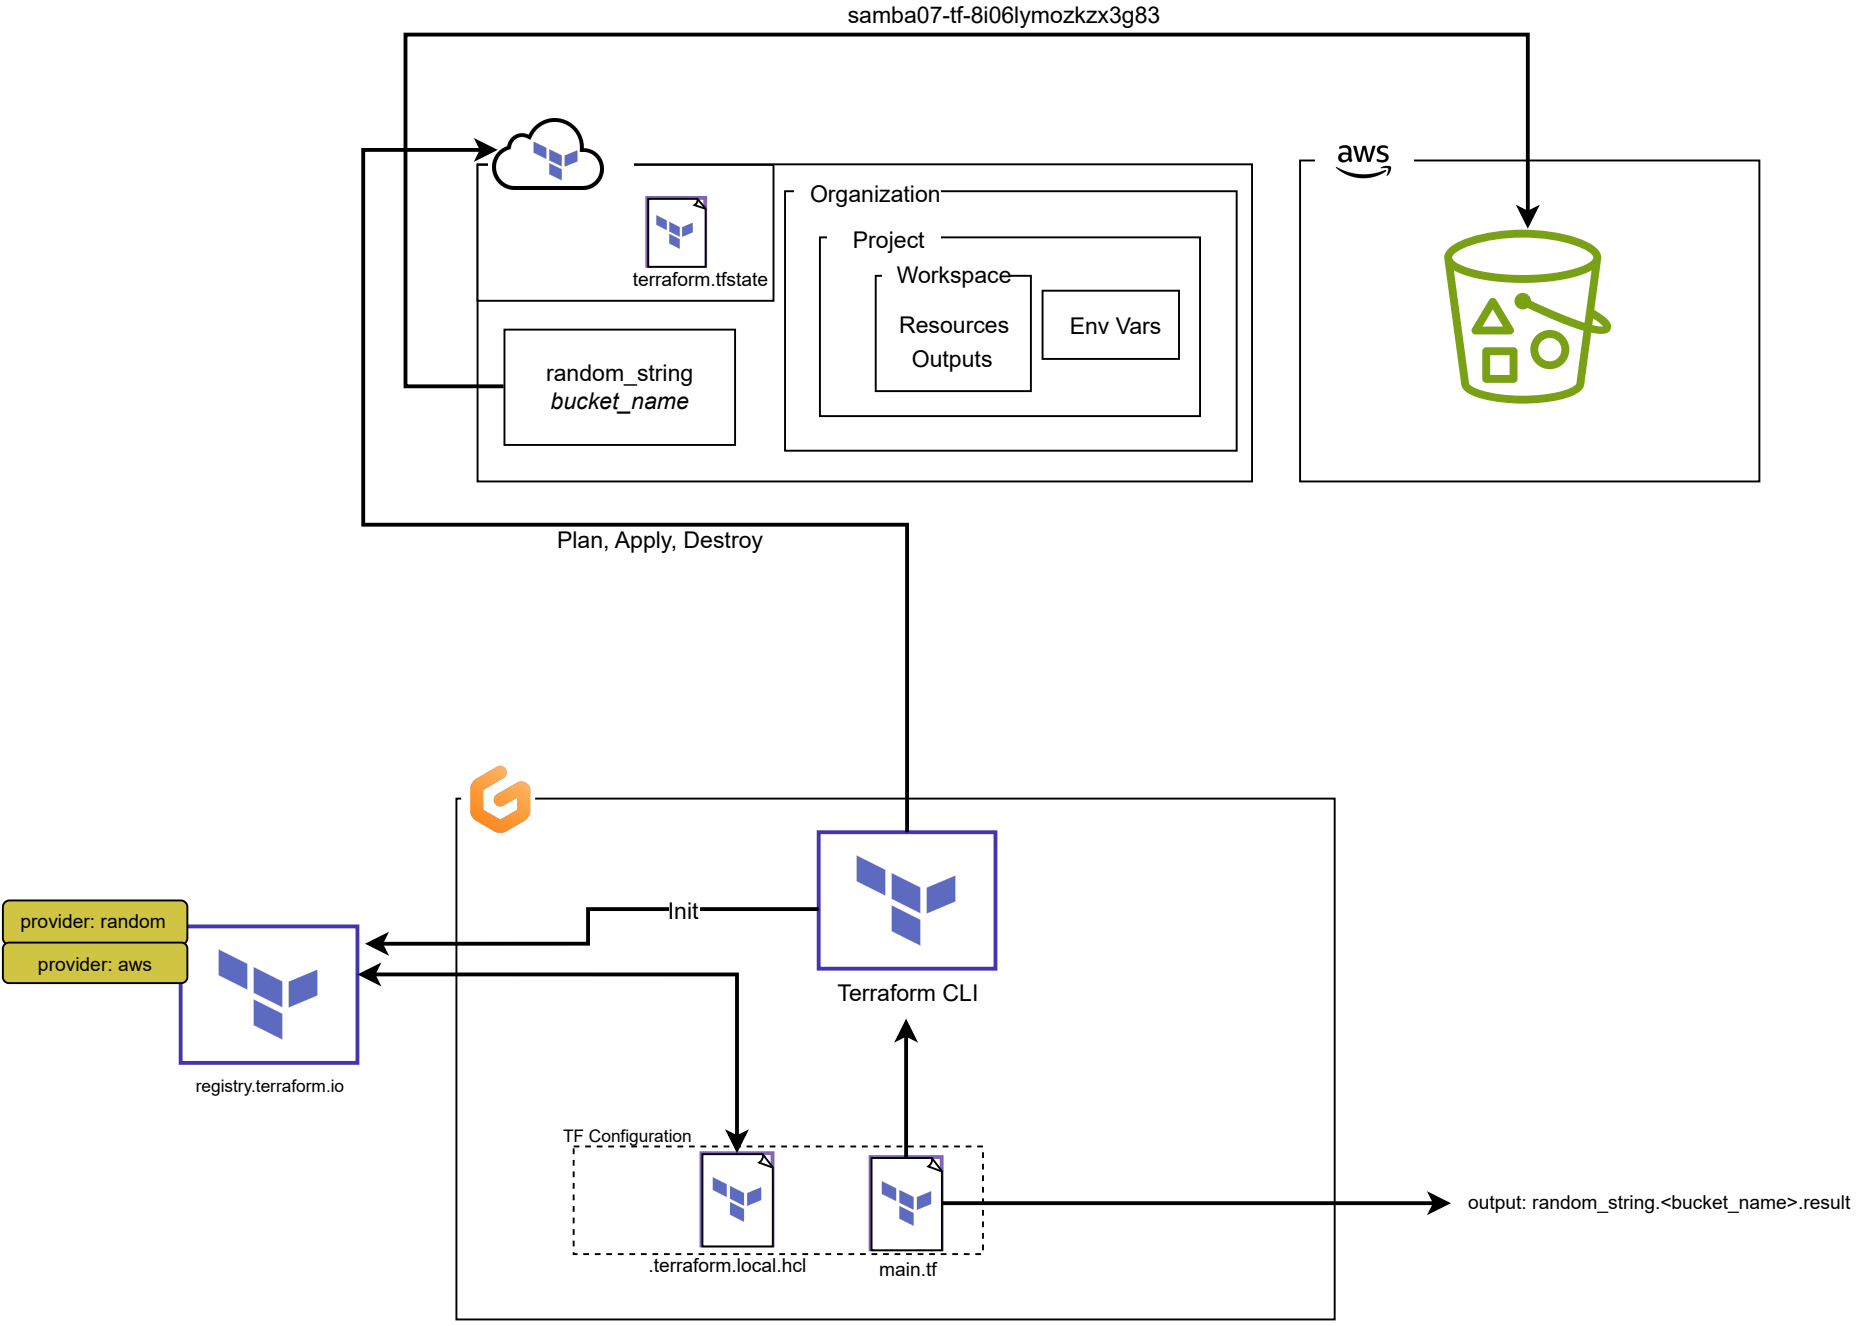 samba07-tf-8i06lymozkzx3g83
aws
Organization
Project
Workspace
Resources
Outputs
Env Vars
terraform.tfstate
random_string
bucket_name
Plan, Apply, Destroy
Init
Terraform CLI
provider: random
provider: aws
registry.terraform.io
TF Configuration
.terraform.local.hcl
main.tf
output: random_string.<bucket_name>.result